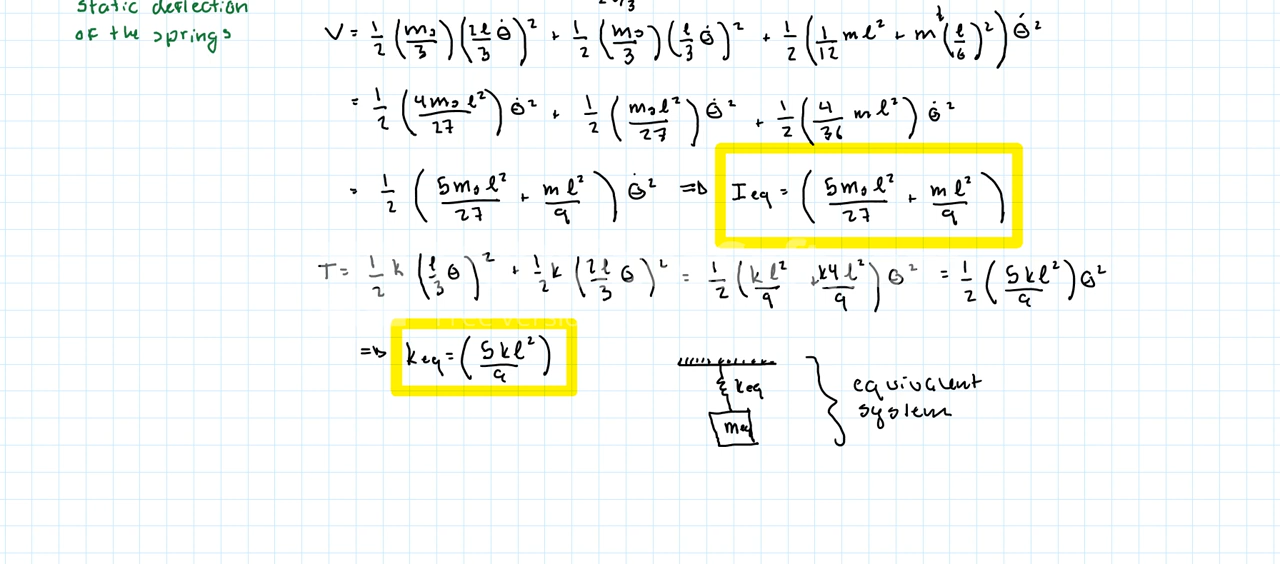 static deflection
of the springs
V = 1/2 (m₀/3)(2l/3 θ̇)² + 1/2 (m₀/3)(l/3 θ̇)² + 1/2 (1/12 ml² + m(l/6)²) θ̇²
= 1/2 (4m₀l²/27) θ̇² + 1/2 (m₀l²/27) θ̇² + 1/2 (4/36 ml²) θ̇²
= 1/2 (5m₀l²/27 + ml²/9) θ̇² ⇒ Ieq = (5m₀l²/27 + ml²/9)
T = 1/2 k (l/3 θ)² + 1/2 k (2l/3 θ)² = 1/2 (kl²/9 + k4l²/9) θ² = 1/2 (5kl²/9) θ²
Free versi
⇒ keq = (5kl²/9)
keq
meq
equivalent
system